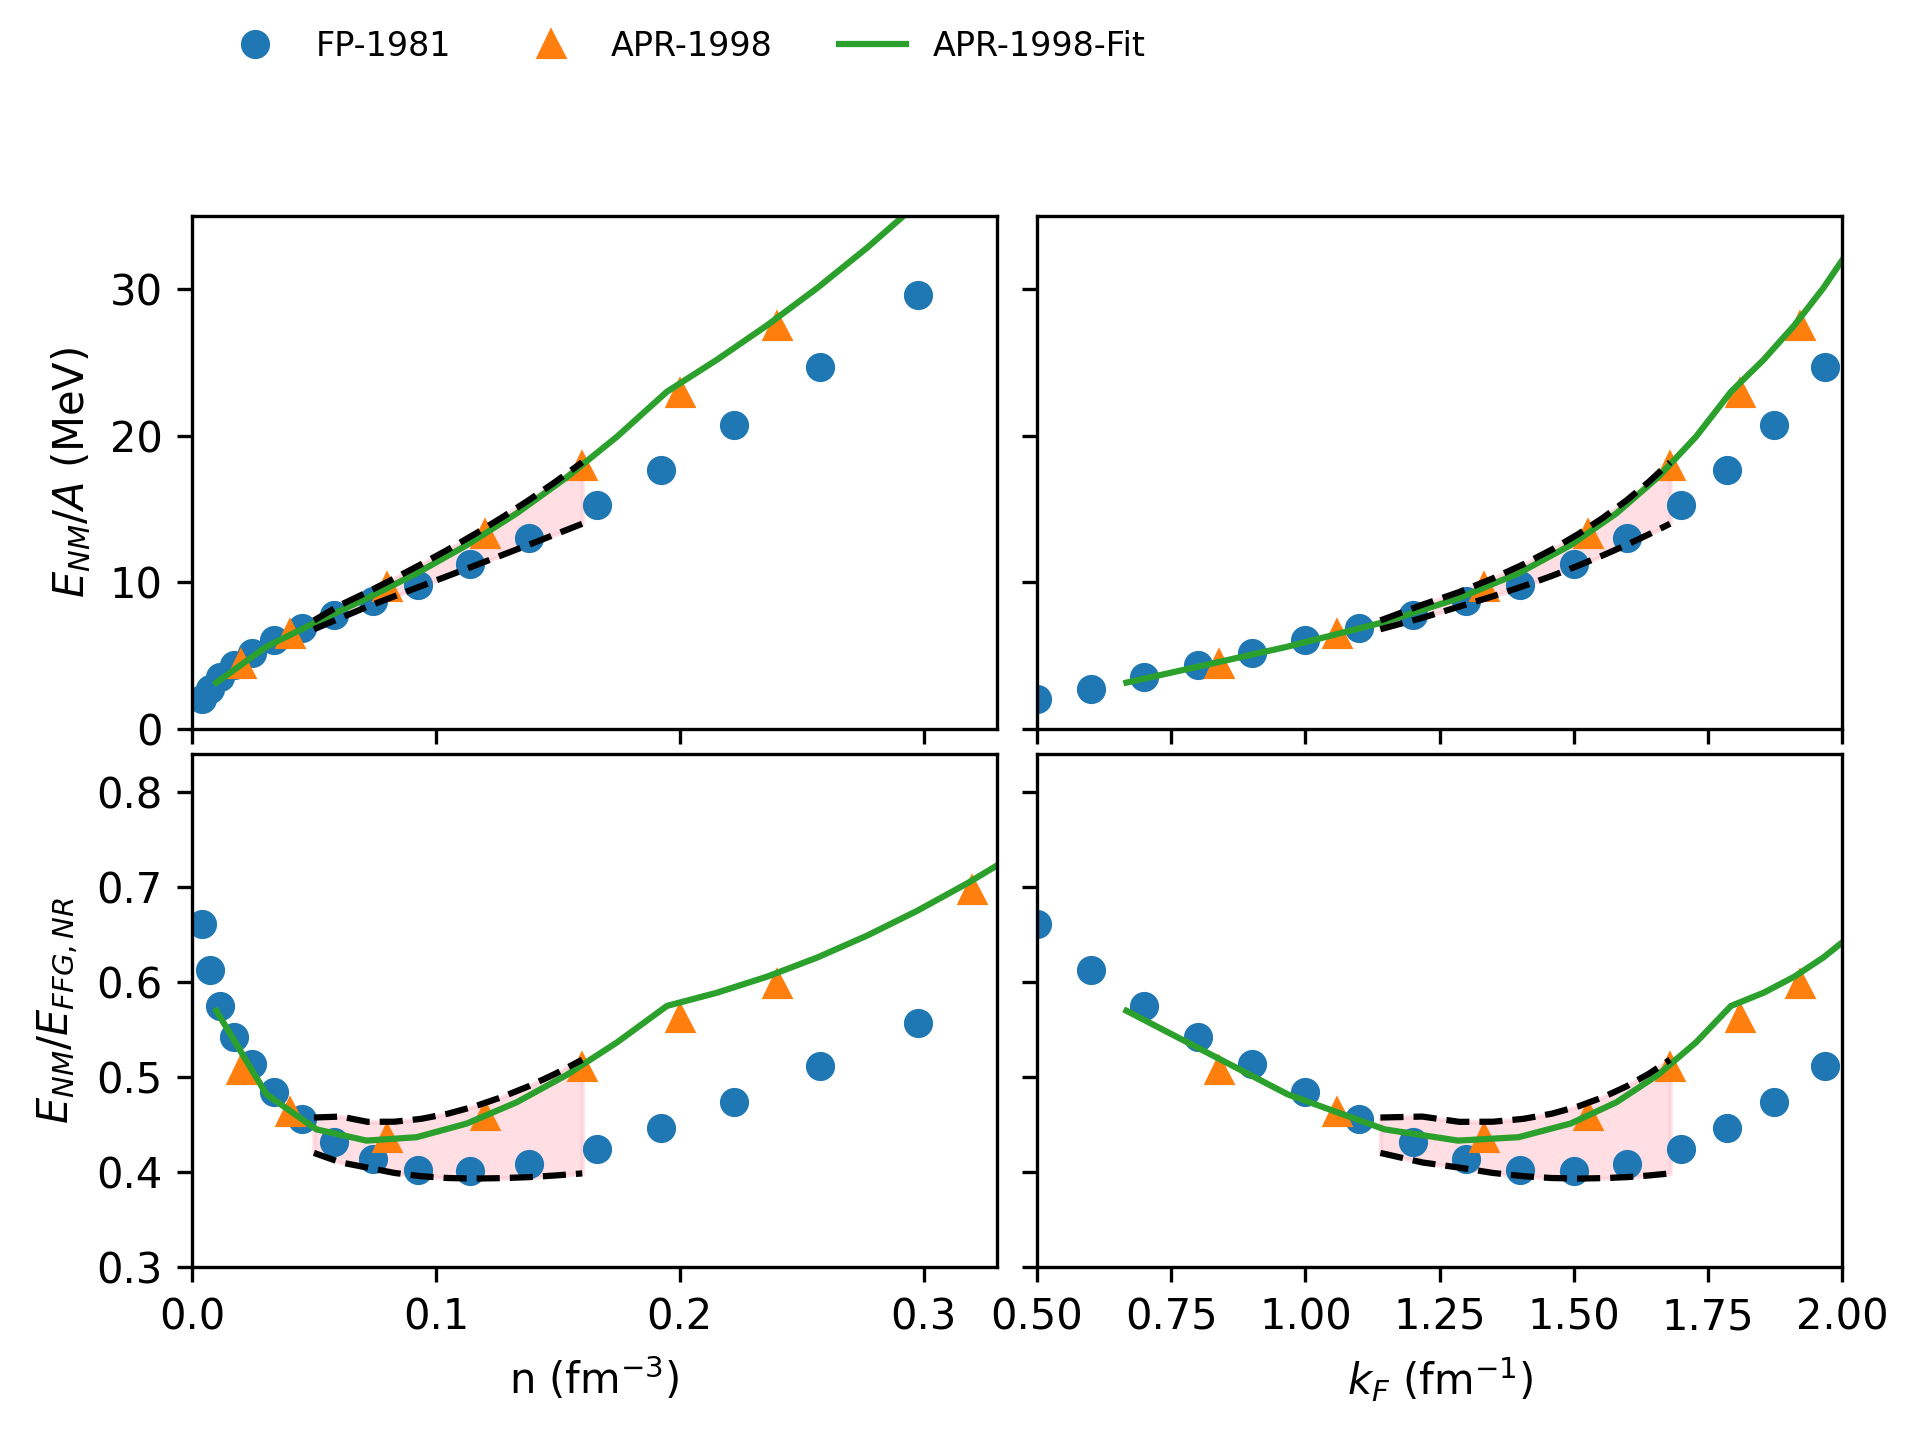 FP-1981 APR-1998 APR-1998-Fit
30
20
10
0
E_{NM}/A (MeV)
0.8
0.7
0.6
0.5
0.4
0.3
E_{NM}/E_{FFG,NR}
0.0 0.1 0.2 0.3 0.50 0.75 1.00 1.25 1.50 1.75 2.00
n (fm⁻³) k_F (fm⁻¹)